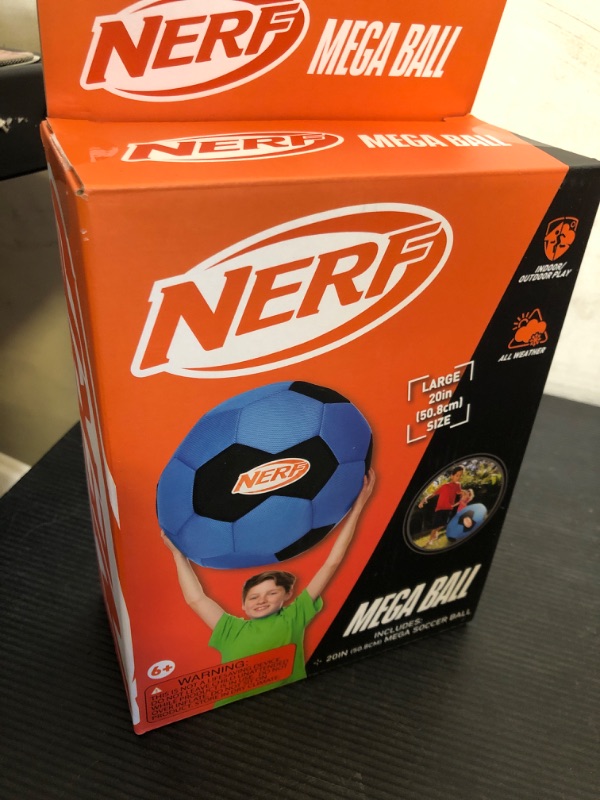 NERF MEGA BALL
NERF MEGA BALL
NERF
INDOOR/
OUTDOOR PLAY
ALL WEATHER
LARGE
20in
(50.8cm)
SIZE
NERF
MEGA BALL
INCLUDES:
20IN (50.8CM) MEGA SOCCER BALL
6+
WARNING: